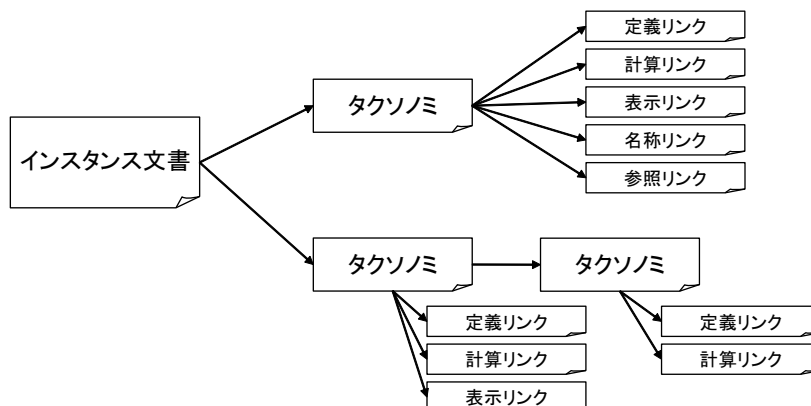 インスタンス文書
タクソノミ
定義リンク
計算リンク
表示リンク
名称リンク
参照リンク
タクソノミ
定義リンク
計算リンク
表示リンク
タクソノミ
定義リンク
計算リンク